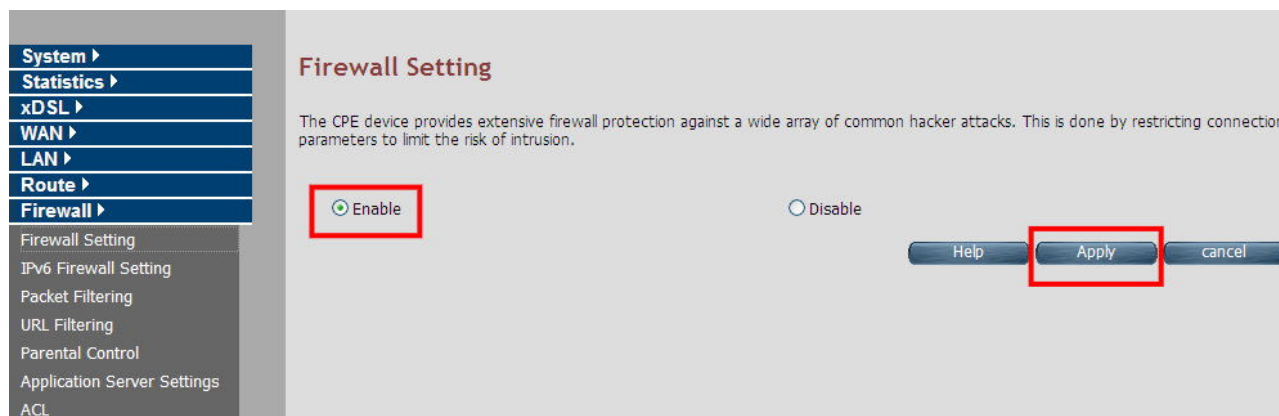 System
Statistics
xDSL
WAN
LAN
Route
Firewall
Firewall Setting
IPv6 Firewall Setting
Packet Filtering
URL Filtering
Parental Control
Application Server Settings
ACL
Firewall Setting
The CPE device provides extensive firewall protection against a wide array of common hacker attacks. This is done by restricting connection
parameters to limit the risk of intrusion.
Enable Disable
Help Apply cancel